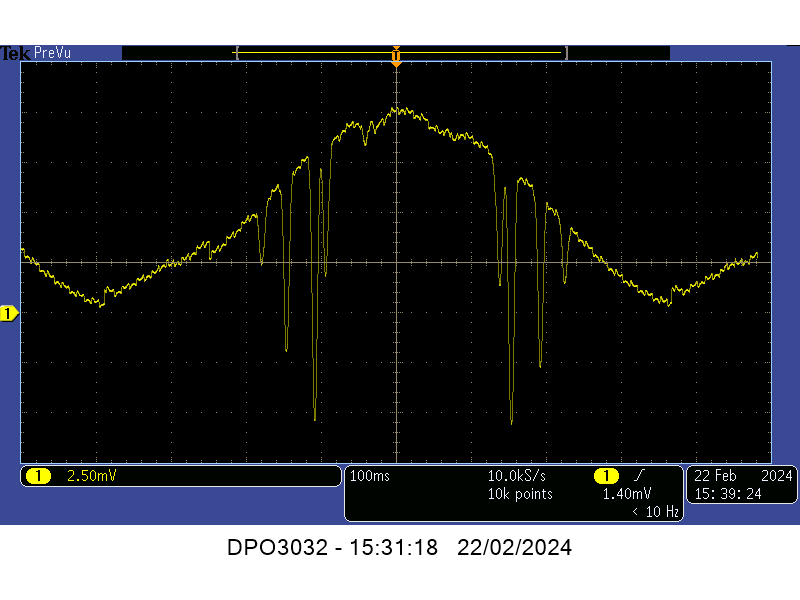 Tek PreVu
T
1
1 2.50mV
100ms 10.0kS/s 1 1.40mV
10k points
< 10 Hz
22 Feb 2024
15:39:24
DPO3032 - 15:31:18 22/02/2024